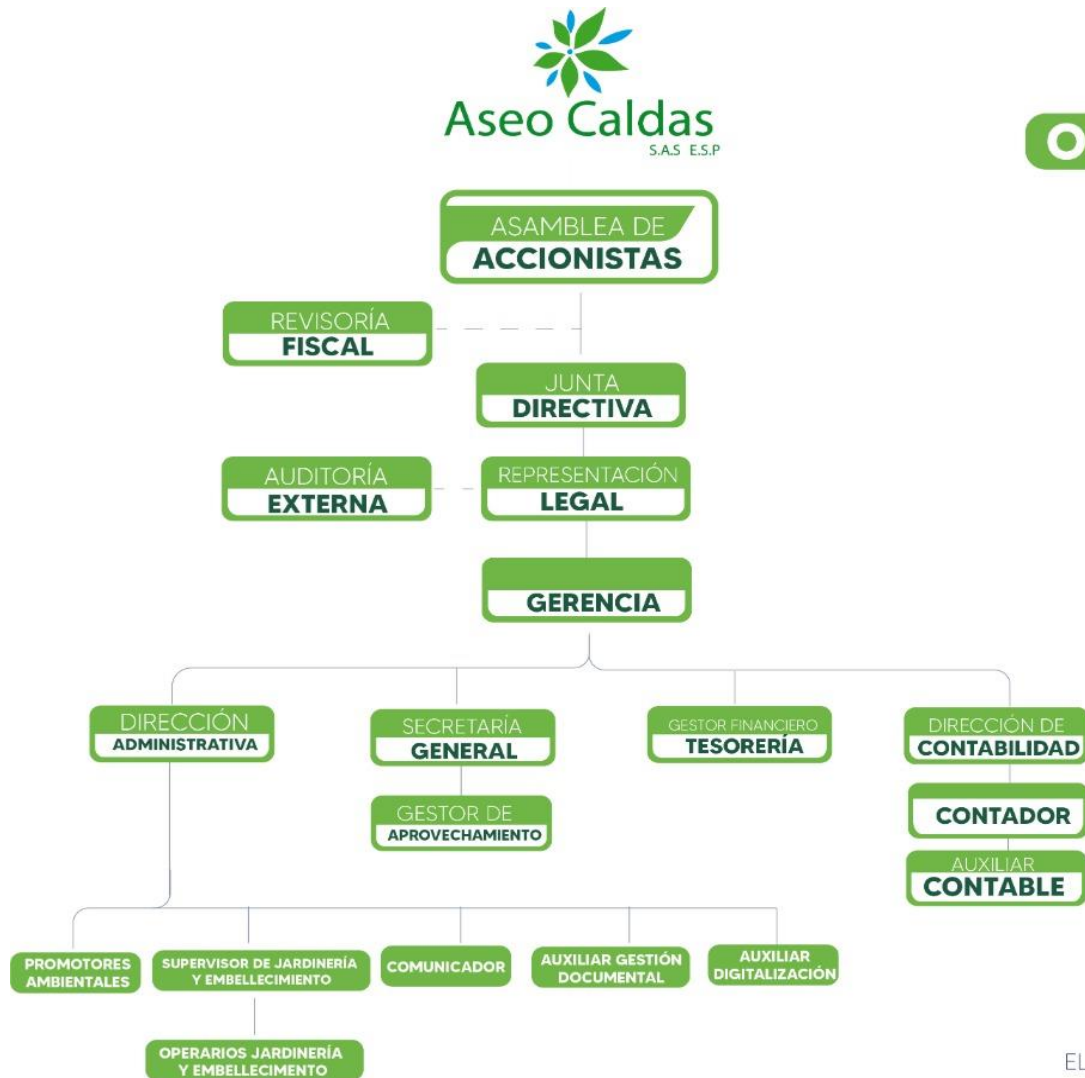 Aseo Caldas
S.A.S E.S.P
O
ASAMBLEA DE
ACCIONISTAS
REVISORÍA
FISCAL
JUNTA
DIRECTIVA
AUDITORÍA
EXTERNA
REPRESENTACIÓN
LEGAL
GERENCIA
DIRECCIÓN
ADMINISTRATIVA
SECRETARÍA
GENERAL
GESTOR FINANCIERO
TESORERÍA
DIRECCIÓN DE
CONTABILIDAD
GESTOR DE
APROVECHAMIENTO
CONTADOR
AUXILIAR
CONTABLE
PROMOTORES
AMBIENTALES
SUPERVISOR DE JARDINERÍA
Y EMBELLECIMIENTO
COMUNICADOR
AUXILIAR GESTIÓN
DOCUMENTAL
AUXILIAR
DIGITALIZACIÓN
OPERARIOS JARDINERÍA
Y EMBELLECIMENTO
EL